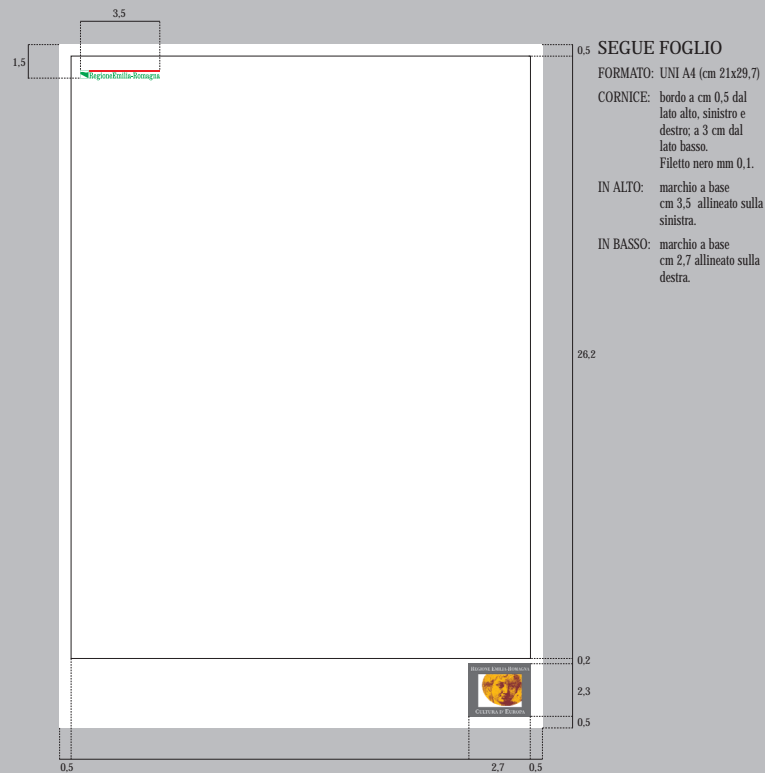 3,5
1,5
RegioneEmilia-Romagna
0,5
SEGUE FOGLIO
FORMATO: UNI A4 (cm 21x29,7)
CORNICE: bordo a cm 0,5 dal
lato alto, sinistro e
destro; a 3 cm dal
lato basso.
Filetto nero mm 0,1.
IN ALTO: marchio a base
cm 3,5 allineato sulla
sinistra.
IN BASSO: marchio a base
cm 2,7 allineato sulla
destra.
26,2
0,2
REGIONE EMILIA-ROMAGNA
2,3
CULTURA D'EUROPA
0,5
0,5
2,7
0,5